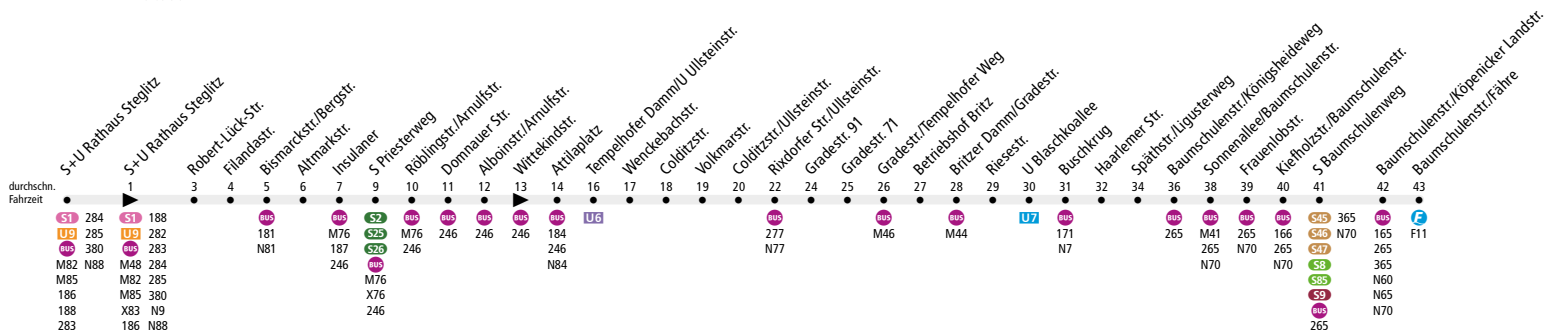 S+U Rathaus Steglitz
S+U Rathaus Steglitz
Robert-Lück-Str.
Filandastr.
Bismarckstr./Bergstr.
Altmarkstr.
Insulaner
S Priesterweg
Röblingstr./Arnulfstr.
Domnauer Str.
Alboinstr./Arnulfstr.
Wittekindstr.
Attilaplatz
Tempelhofer Damm/U Ullsteinstr.
Wenckebachstr.
Colditzstr.
Volkmarstr.
Colditzstr./Ullsteinstr.
Rixdorfer Str./Ullsteinstr.
Gradestr. 91
Gradestr. 71
Gradestr./Tempelhofer Weg
Betriebshof Britz
Britzer Damm/Gradestr.
Riesestr.
U Blaschkoallee
Buschkrug
Haarlemer Str.
Späthstr./Ligusterweg
Baumschulenstr./Königsheideweg
Sonnenallee/Baumschulenstr.
Frauenlobstr.
Kiefholzstr./Baumschulenstr.
S Baumschulenweg
Baumschulenstr./Köpenicker Landstr.
Baumschulenstr./Fähre
durchschn. 1 3 4 5 6 7 9 10 11 12 13 14 16 17 18 19 20 22 24 25 26 27 28 29 30 31 32 34 36 38 39 40 41 42 43
Fahrzeit
S1 284 S1 188 BUS BUS S2 BUS BUS BUS BUS BUS U6 BUS BUS BUS U7 BUS BUS BUS BUS BUS S45 365 BUS F
U9 285 U9 282 181 M76 S25 M76 246 246 246 184 277 M46 M44 171 265 M41 265 166 S46 N70 165 F11
BUS 380 BUS 283 N81 187 S26 246 246 N77 N7 265 N70 265 S47 265
M82 N88 M48 284 246 BUS N84 N70 N70 S8 365
M85 M82 285 M76 S85 N60
186 M85 380 X76 S9 N65
188 X83 N9 246 BUS N70
283 186 N88 265